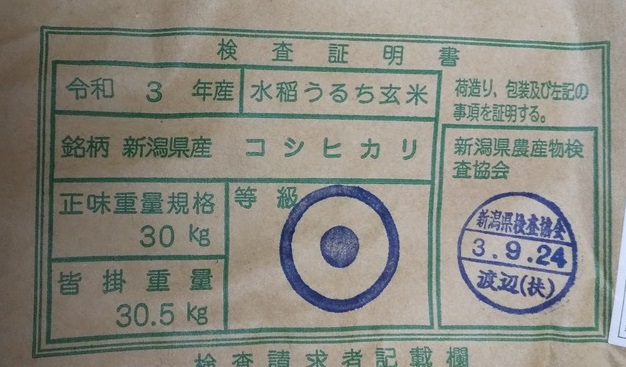 検査証明書
令和 3 年産 水稲うるち玄米
銘柄 新潟県産 コシヒカリ
正味重量規格
30 kg
皆掛重量
30.5 kg
等級
荷造り、包装及び左記の
事項を証明する。
新潟県農産物検
査協会
新潟県検査協会
3.9.24
渡辺(扶)
検査請求者記載欄